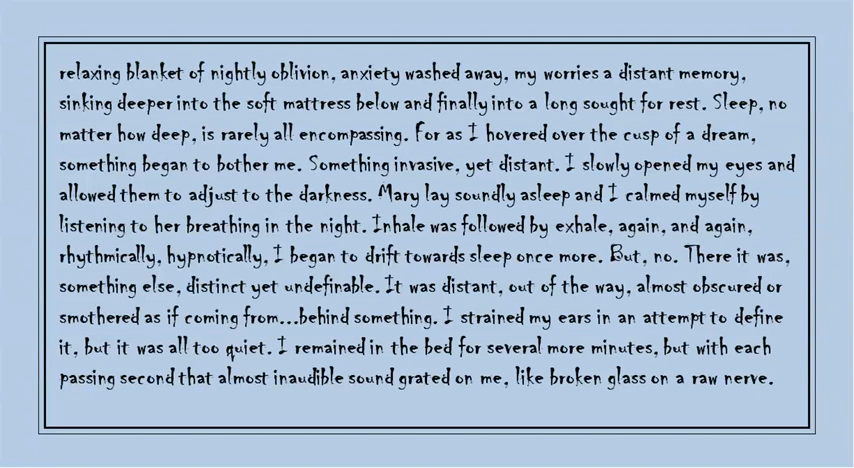 relaxing blanket of nightly oblivion, anxiety washed away, my worries a distant memory,
sinking deeper into the soft mattress below and finally into a long sought for rest. Sleep, no
matter how deep, is rarely all encompassing. For as I hovered over the cusp of a dream,
something began to bother me. Something invasive, yet distant. I slowly opened my eyes and
allowed them to adjust to the darkness. Mary lay soundly asleep and I calmed myself by
listening to her breathing in the night. Inhale was followed by exhale, again, and again,
rhythmically, hypnotically, I began to drift towards sleep once more. But, no. There it was,
something else, distinct yet undefinable. It was distant, out of the way, almost obscured or
smothered as if coming from...behind something. I strained my ears in an attempt to define
it, but it was all too quiet. I remained in the bed for several more minutes, but with each
passing second that almost inaudible sound grated on me, like broken glass on a raw nerve.